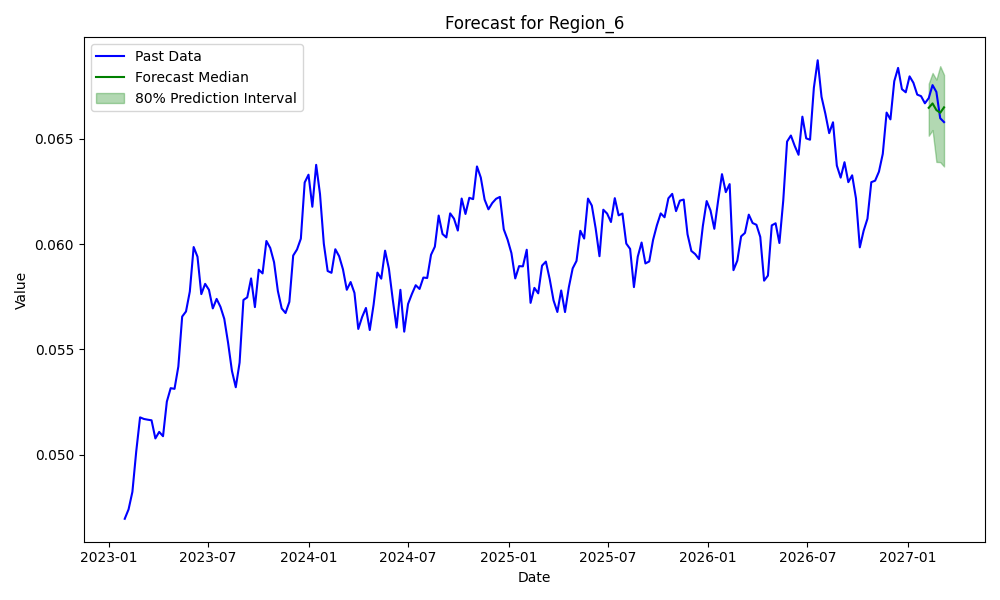 Forecast for Region_6
Past Data
Forecast Median
80% Prediction Interval
Value
0.065
0.060
0.055
0.050
2023-01 2023-07 2024-01 2024-07 2025-01 2025-07 2026-01 2026-07 2027-01
Date